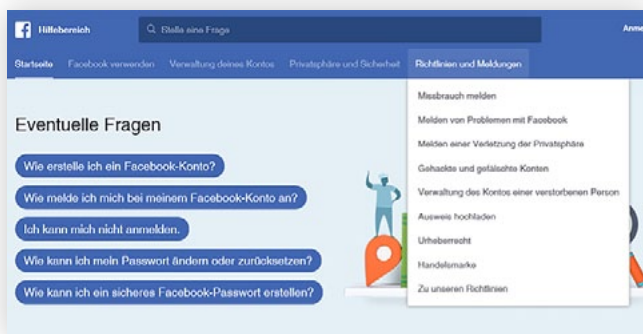 f Hilfebereich
Stelle eine Frage
Startseite Facebook verwenden Verwaltung deines Kontos Privatsphäre und Sicherheit Richtlinien und Meldungen
Missbrauch melden
Melden von Problemen mit Facebook
Melden einer Verletzung der Privatsphäre
Gehackte und gefälschte Konten
Verwaltung des Kontos einer verstorbenen Person
Ausweis hochladen
Urheberrecht
Handelsmarke
Zu unseren Richtlinien
Eventuelle Fragen
Wie erstelle ich ein Facebook-Konto?
Wie melde ich mich bei meinem Facebook-Konto an?
Ich kann mich nicht anmelden.
Wie kann ich mein Passwort ändern oder zurücksetzen?
Wie kann ich ein sicheres Facebook-Passwort erstellen?